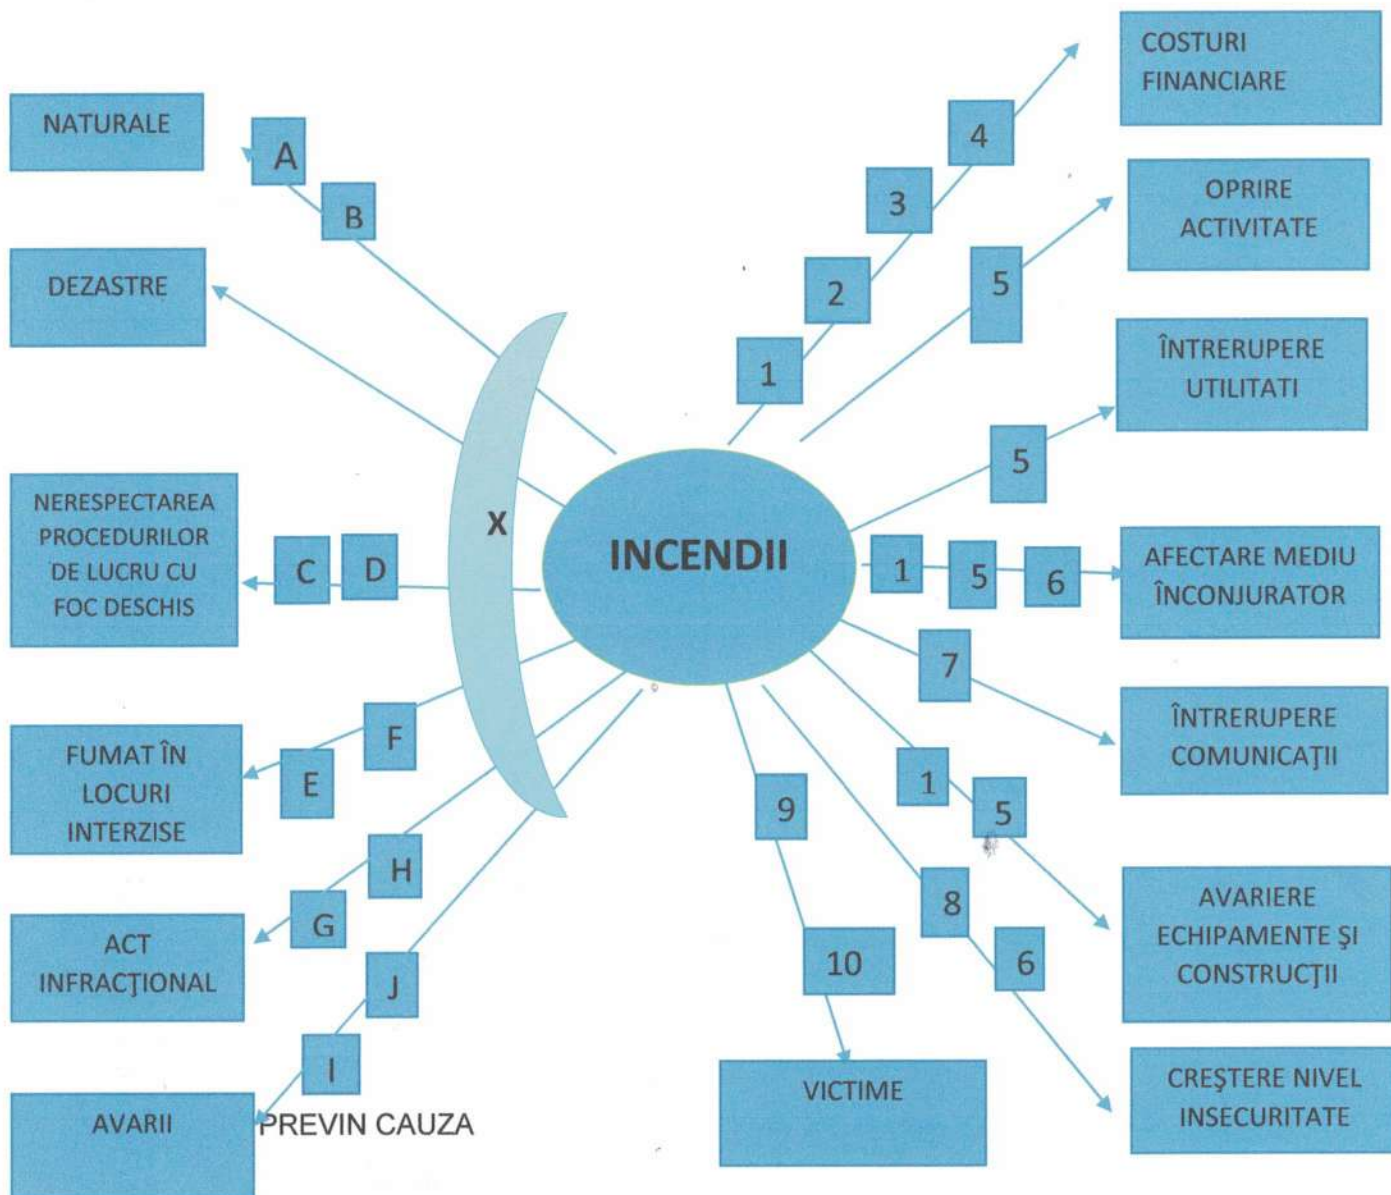 COSTURI
FINANCIARE
NATURALE
A
B
4
3
2
1
OPRIRE
ACTIVITATE
5
DEZASTRE
ÎNTRERUPERE
UTILITATI
5
NERESPECTAREA
PROCEDURILOR
DE LUCRU CU
FOC DESCHIS
C
D
X
INCENDII
1
5
6
AFECTARE MEDIU
ÎNCONJURATOR
7
ÎNTRERUPERE
COMUNICAŢII
FUMAT ÎN
LOCURI
INTERZISE
E
F
1
5
AVARIERE
ECHIPAMENTE ŞI
CONSTRUCŢII
ACT
INFRACŢIONAL
G
H
9
10
8
6
AVARII
I
J
PREVIN CAUZA
VICTIME
CREŞTERE NIVEL
INSECURITATE